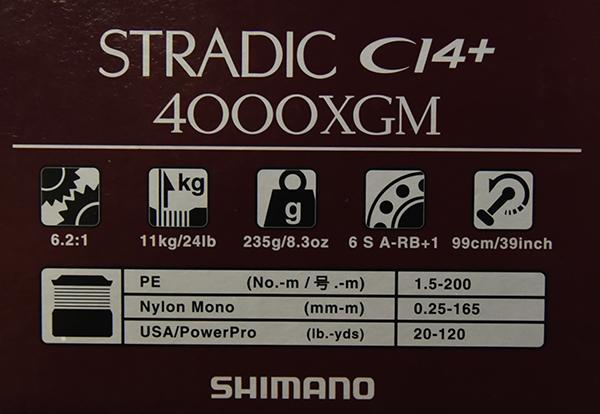 STRADIC CI4+
4000XGM
kg
g
6.2:1
11kg/24lb
235g/8.3oz
6 S A-RB+1
99cm/39inch
PE (No.-m / 号.-m) 1.5-200
Nylon Mono (mm-m) 0.25-165
USA/PowerPro (lb.-yds) 20-120
SHIMANO